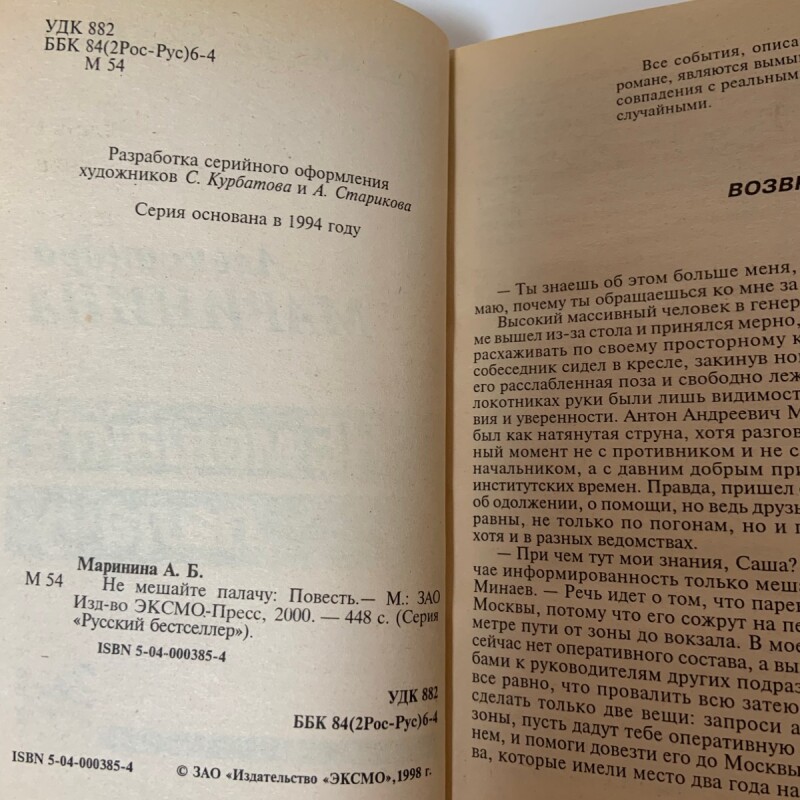 УДК 882
ББК 84(2Рос-Рус)6-4
М 54
Разработка серийного оформления
художников С. Курбатова и А. Старикова
Серия основана в 1994 году
Маринина А. Б.
М 54 Не мешайте палачу: Повесть.— М.: ЗАО
Изд-во ЭКСМО-Пресс, 2000. — 448 с. (Серия
«Русский бестселлер»).
ISBN 5-04-000385-4
УДК 882
ББК 84(2Рос-Рус)6-4
ISBN 5-04-000385-4
© ЗАО «Издательство «ЭКСМО», 1998 г.
Все события, описа
романе, являются вымы
совпадения с реальным
случайными.
ВОЗВ
— Ты знаешь об этом больше меня,
маю, почему ты обращаешься ко мне за
Высокий массивный человек в генер
ме вышел из-за стола и принялся мерно,
расхаживать по своему просторному к
собеседник сидел в кресле, закинув но
его расслабленная поза и свободно леж
локотниках руки были лишь видимост
вия и уверенности. Антон Андреевич М
был как натянутая струна, хотя разгов
ный момент не с противником и не с
начальником, а с давним добрым при
институтских времен. Правда, пришел
об одолжении, о помощи, но ведь друзь
равны, не только по погонам, но и п
хотя и в разных ведомствах.
— При чем тут мои знания, Саша?
чае информированность только меш
Минаев. — Речь идет о том, что паре
Москвы, потому что его сожрут на пе
метре пути от зоны до вокзала. В мое
сейчас нет оперативного состава, а вы
бами к руководителям других подраз
все равно, что провалить всю затею
сделать только две вещи: запроси а
зоны, пусть дадут тебе оперативную
нем, и помоги довезти его до Москвы
ва, которые имели место два года на